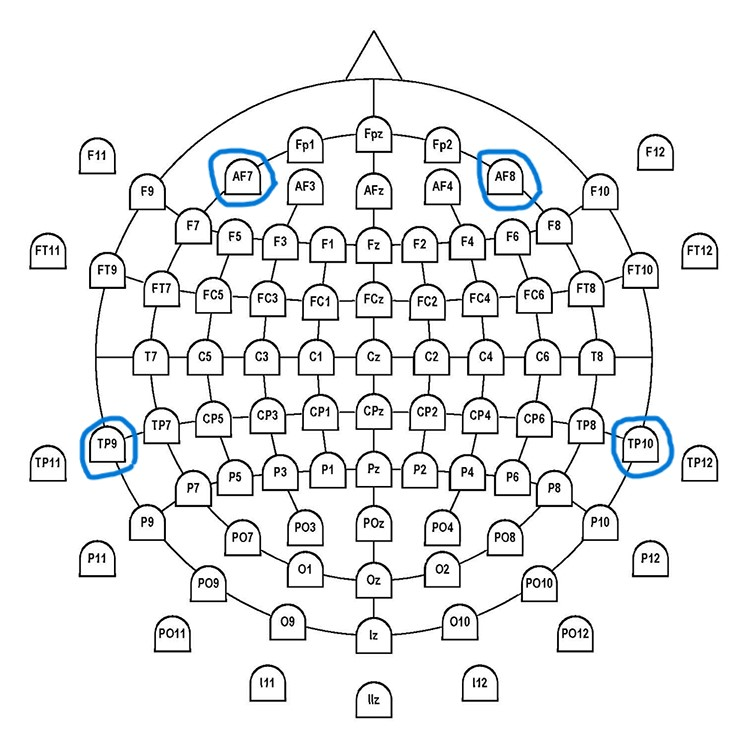 Fpz
Fp1 Fp2
F11 F12
AF7 AF8
AF3 AFz AF4
F9 F10
F7 F5 F3 F1 Fz F2 F4 F6 F8
FT11 FT12
FT9 FT10
FT7 FC5 FC3 FC1 FCz FC2 FC4 FC6 FT8
T7 C5 C3 C1 Cz C2 C4 C6 T8
TP7 CP5 CP3 CP1 CPz CP2 CP4 CP6 TP8
TP9 TP10
TP11 TP12
P7 P5 P3 P1 Pz P2 P4 P6 P8
P9 P10
PO3 POz PO4
PO7 PO8
P11 P12
O1 Oz O2
PO9 PO10
O9 Iz O10
PO11 PO12
I11 I12
IIz